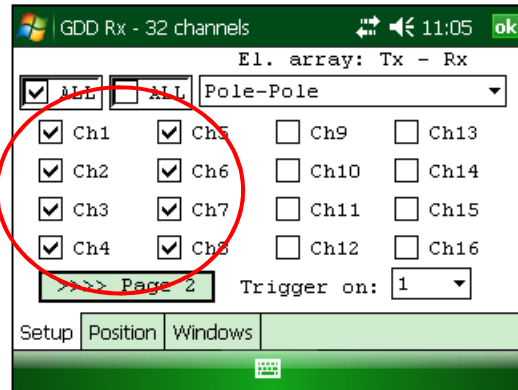 GDD Rx - 32 channels 11:05 ok
El. array: Tx - Rx
ALL ALL Pole-Pole
Ch1 Ch5 Ch9 Ch13
Ch2 Ch6 Ch10 Ch14
Ch3 Ch7 Ch11 Ch15
Ch4 Ch8 Ch12 Ch16
>>>> Page 2 Trigger on: 1
Setup Position Windows